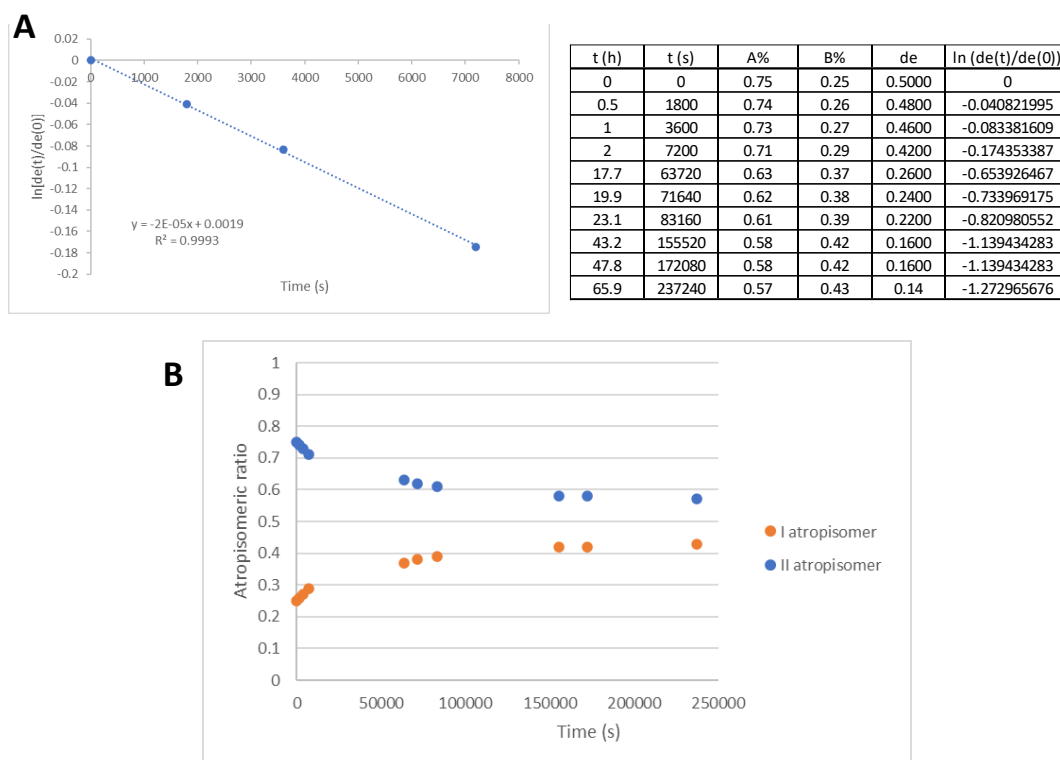 A
0.02
0
-0.02
-0.04
-0.06
-0.08
-0.1
-0.12
-0.14
-0.16
-0.18
-0.2
0 1000 2000 3000 4000 5000 6000 7000 8000
ln[de(t)/de(0)]
y = -2E-05x + 0.0019
R² = 0.9993
Time (s)
t (h) t (s) A% B% de ln (de(t)/de(0))
0 0 0.75 0.25 0.5000 0
0.5 1800 0.74 0.26 0.4800 -0.040821995
1 3600 0.73 0.27 0.4600 -0.083381609
2 7200 0.71 0.29 0.4200 -0.174353387
17.7 63720 0.63 0.37 0.2600 -0.653926467
19.9 71640 0.62 0.38 0.2400 -0.733969175
23.1 83160 0.61 0.39 0.2200 -0.820980552
43.2 155520 0.58 0.42 0.1600 -1.139434283
47.8 172080 0.58 0.42 0.1600 -1.139434283
65.9 237240 0.57 0.43 0.14 -1.272965676
B
1
0.9
0.8
0.7
0.6
0.5
0.4
0.3
0.2
0.1
0
0 50000 100000 150000 200000 250000
Atropisomeric ratio
Time (s)
I atropisomer
II atropisomer